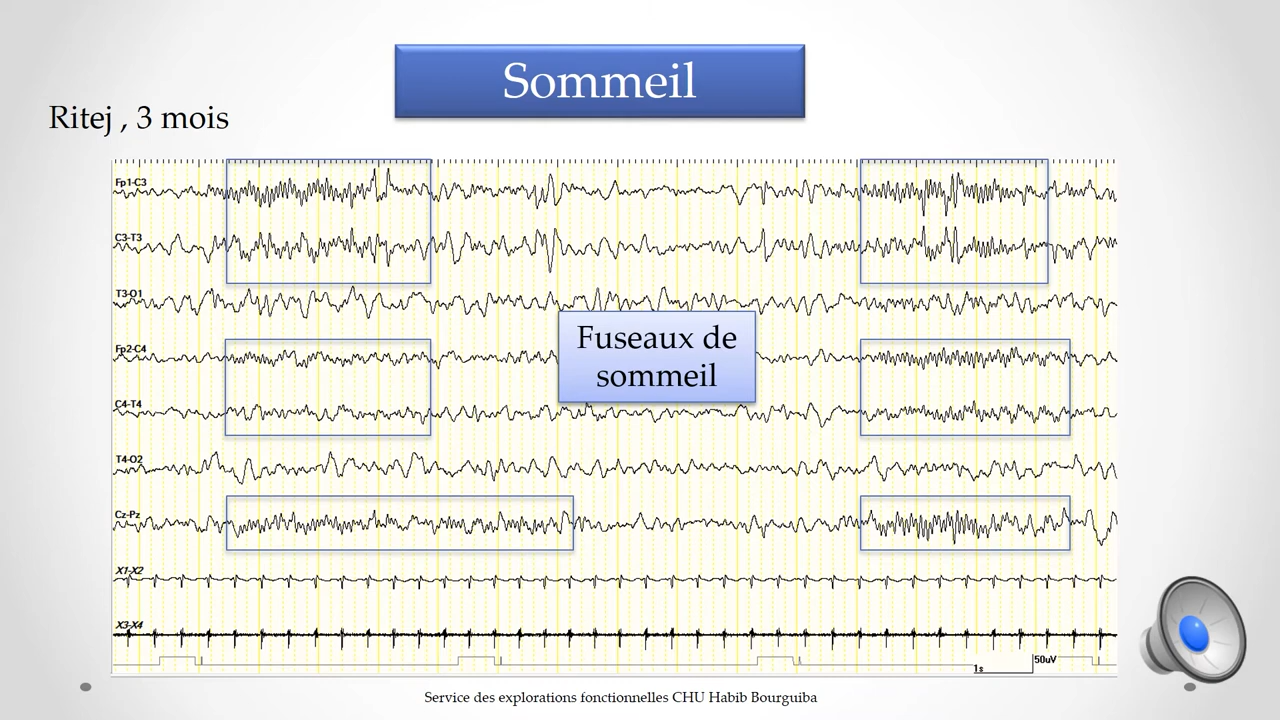 Sommeil
Ritej , 3 mois
Fp1-C3
C3-T3
T3-O1
Fuseaux de
sommeil
Fp2-C4
C4-T4
T4-O2
Cz-Pz
X1-X2
X3-X4
1s
50uV
Service des explorations fonctionnelles CHU Habib Bourguiba